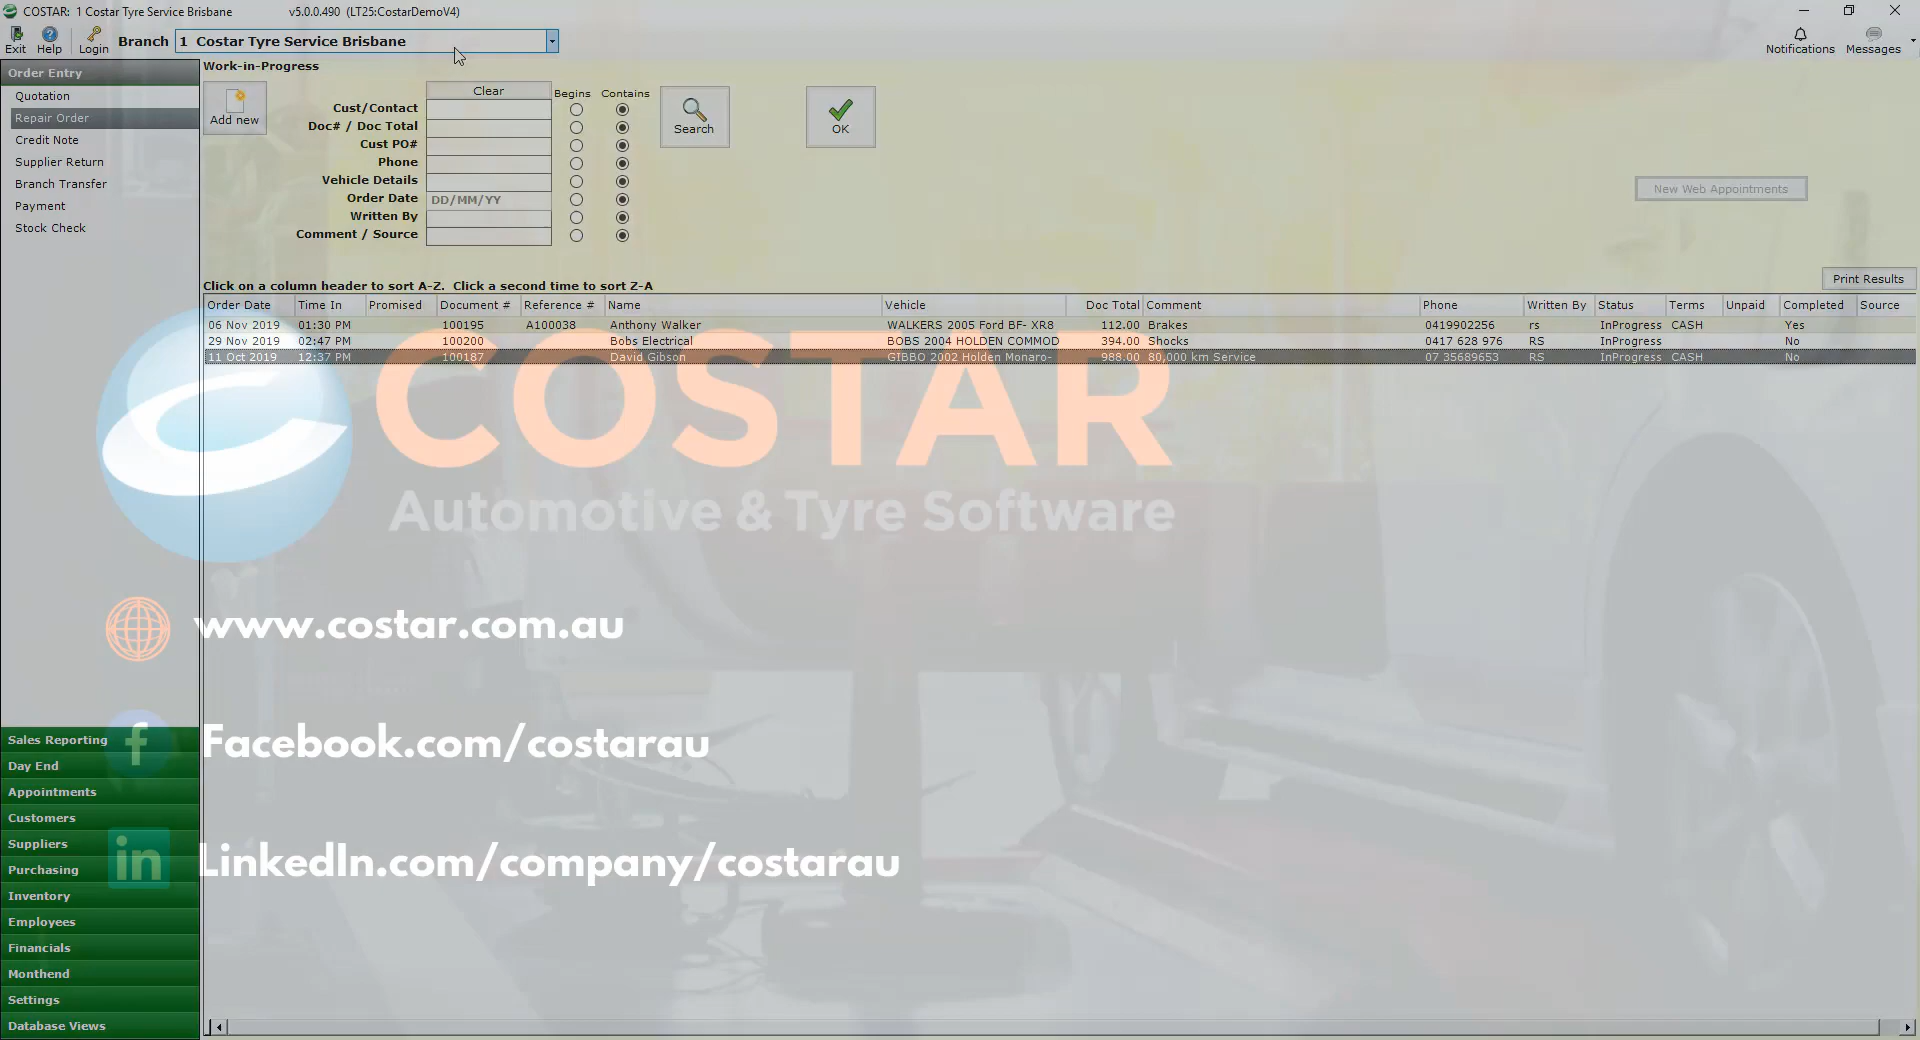 COSTAR: 1 Costar Tyre Service Brisbane v5.0.0.490 (LT25:CostarDemoV4)
Exit Help Login Branch 1 Costar Tyre Service Brisbane Notifications Messages
Order Entry
Quotation
Repair Order
Credit Note
Supplier Return
Branch Transfer
Payment
Stock Check
Work-in-Progress
Add new
Clear Begins Contains
Cust/Contact
Doc# / Doc Total
Cust PO#
Phone
Vehicle Details
Order Date DD/MM/YY
Written By
Comment / Source
Search
OK
New Web Appointments
Print Results
Click on a column header to sort A-Z. Click a second time to sort Z-A
Order Date Time In Promised Document # Reference # Name Vehicle Doc Total Comment Phone Written By Status Terms Unpaid Completed Source
06 Nov 2019 01:30 PM 100195 A100038 Anthony Walker WALKERS 2005 Ford BF- XR8 112.00 Brakes 0419902256 rs InProgress CASH Yes
29 Nov 2019 02:47 PM 100200 Bobs Electrical BOBS 2004 HOLDEN COMMOD 394.00 Shocks 0417 628 976 RS InProgress No
11 Oct 2019 12:37 PM 100187 David Gibson GIBBO 2002 Holden Monaro- 988.00 80,000 km Service 07 35689653 RS InProgress CASH No
COSTAR
Automotive & Tyre Software
www.costar.com.au
Facebook.com/costarau
LinkedIn.com/company/costarau
Sales Reporting
Day End
Appointments
Customers
Suppliers
Purchasing
Inventory
Employees
Financials
Monthend
Settings
Database Views
f
in